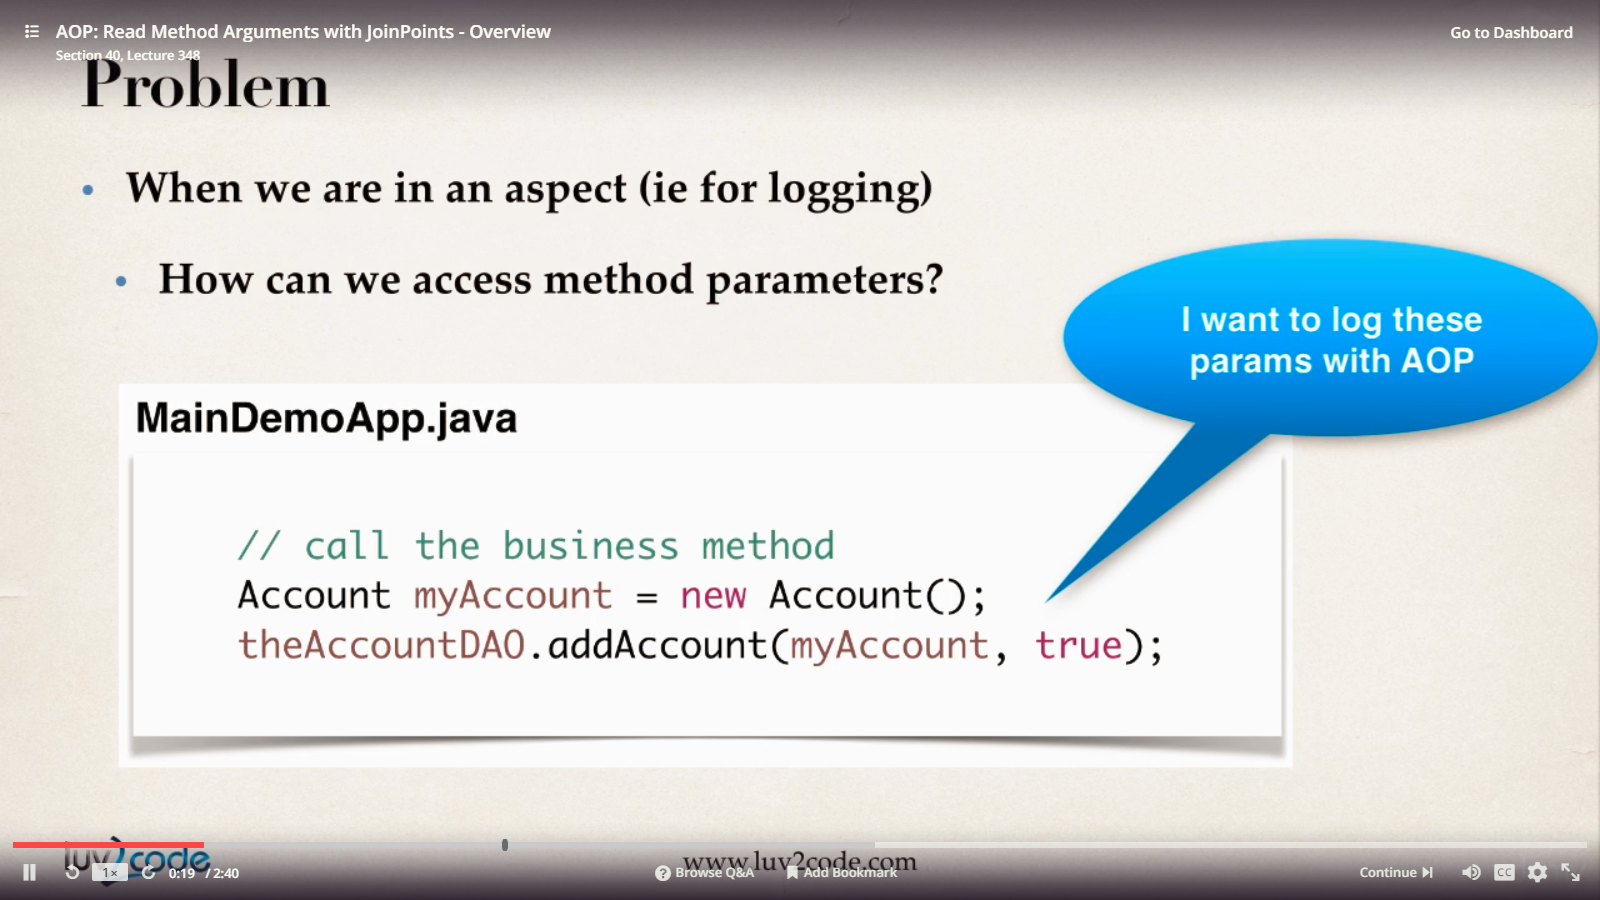 AOP: Read Method Arguments with JoinPoints - Overview
Go to Dashboard
Section 40, Lecture 348
Problem
• When we are in an aspect (ie for logging)
• How can we access method parameters?
I want to log these
params with AOP
MainDemoApp.java
// call the business method
Account myAccount = new Account();
theAccountDAO.addAccount(myAccount, true);
luv2code
www.luv2code.com
1×
0:19 / 2:40
? Browse Q&A
Add Bookmark
Continue
CC